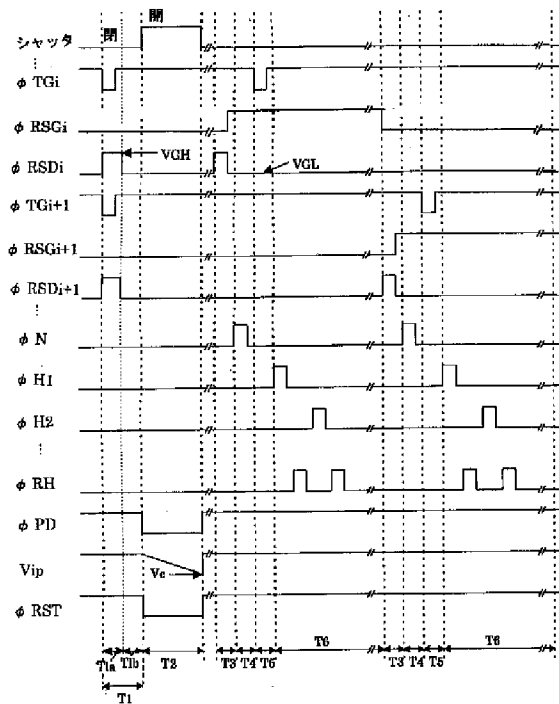 閉
開
シャッタ
⋮
φ TGi
φ RSGi
φ RSDi
VGH
VGL
φ TGi+1
φ RSGi+1
φ RSDi+1
⋮
φ N
φ H1
φ H2
⋮
φ RH
φ PD
Vip
Vc
φ RST
T1a T1b T2 T3' T4' T5' T6 T3' T4' T5' T6
T1